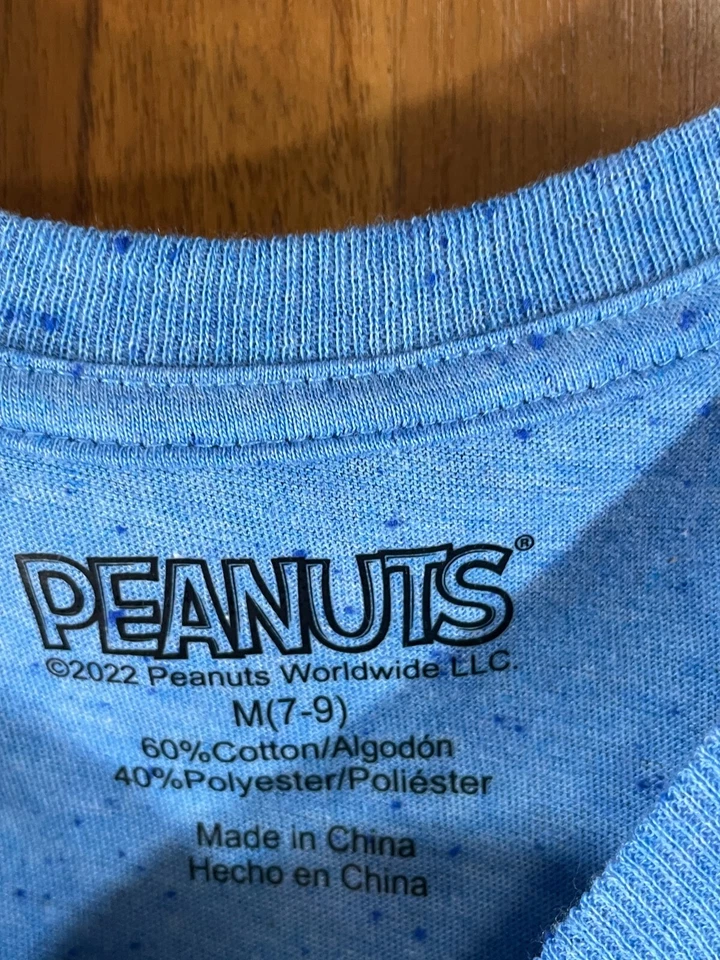 PEANUTS®
©2022 Peanuts Worldwide LLC.
M(7-9)
60%Cotton/Algodón
40%Polyester/Poliéster
Made in China
Hecho en China